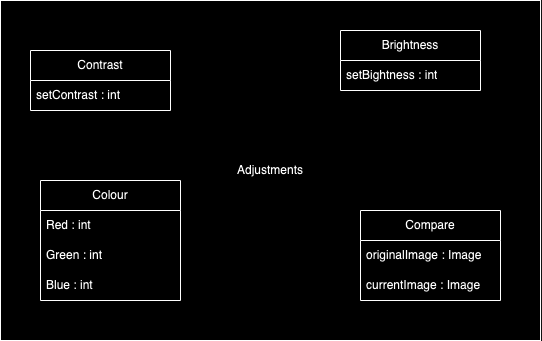 Brightness
setBightness : int
Contrast
setContrast : int
Adjustments
Colour
Red : int
Green : int
Blue : int
Compare
originalImage : Image
currentImage : Image